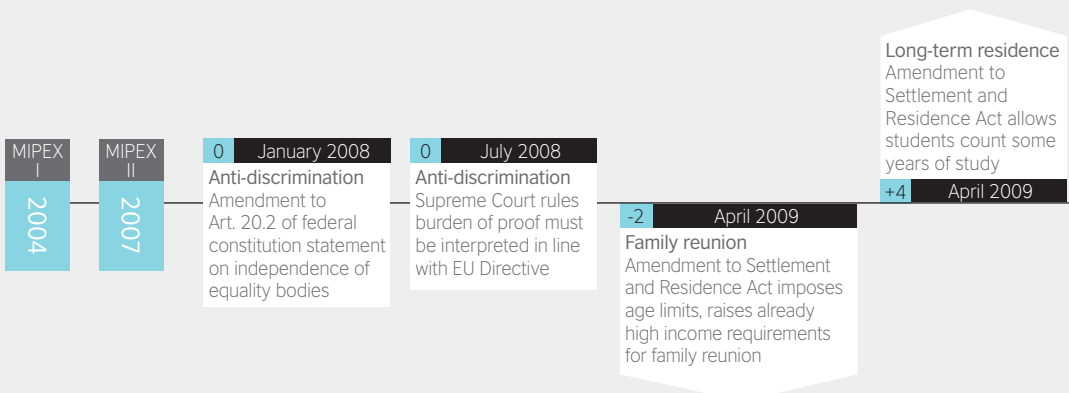 MIPEX
I
2004
MIPEX
II
2007
0 January 2008
Anti-discrimination
Amendment to
Art. 20.2 of federal
constitution statement
on independence of
equality bodies
0 July 2008
Anti-discrimination
Supreme Court rules
burden of proof must
be interpreted in line
with EU Directive
-2 April 2009
Family reunion
Amendment to Settlement
and Residence Act imposes
age limits, raises already
high income requirements
for family reunion
Long-term residence
Amendment to
Settlement and
Residence Act allows
students count some
years of study
+4 April 2009